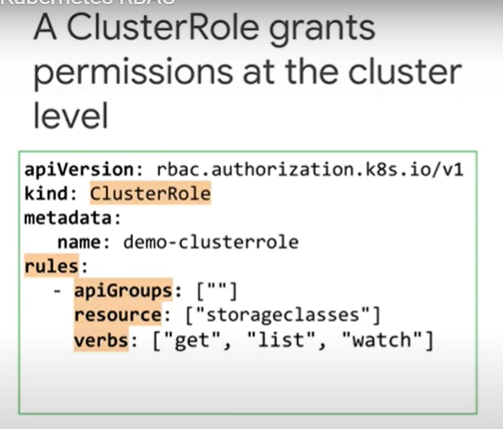 Kubernetes RBAC
A ClusterRole grants
permissions at the cluster
level
apiVersion: rbac.authorization.k8s.io/v1
kind: ClusterRole
metadata:
name: demo-clusterrole
rules:
- apiGroups: [""]
resource: ["storageclasses"]
verbs: ["get", "list", "watch"]